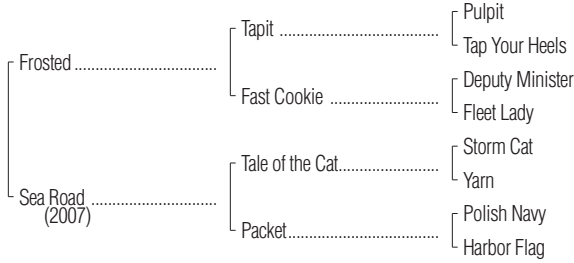 Pulpit
Tapit ..................................
Tap Your Heels
Frosted ..................................
Deputy Minister
Fast Cookie .........................
Fleet Lady
Storm Cat
Tale of the Cat.......................
Yarn
Sea Road ..............................
(2007)
Polish Navy
Packet...................................
Harbor Flag